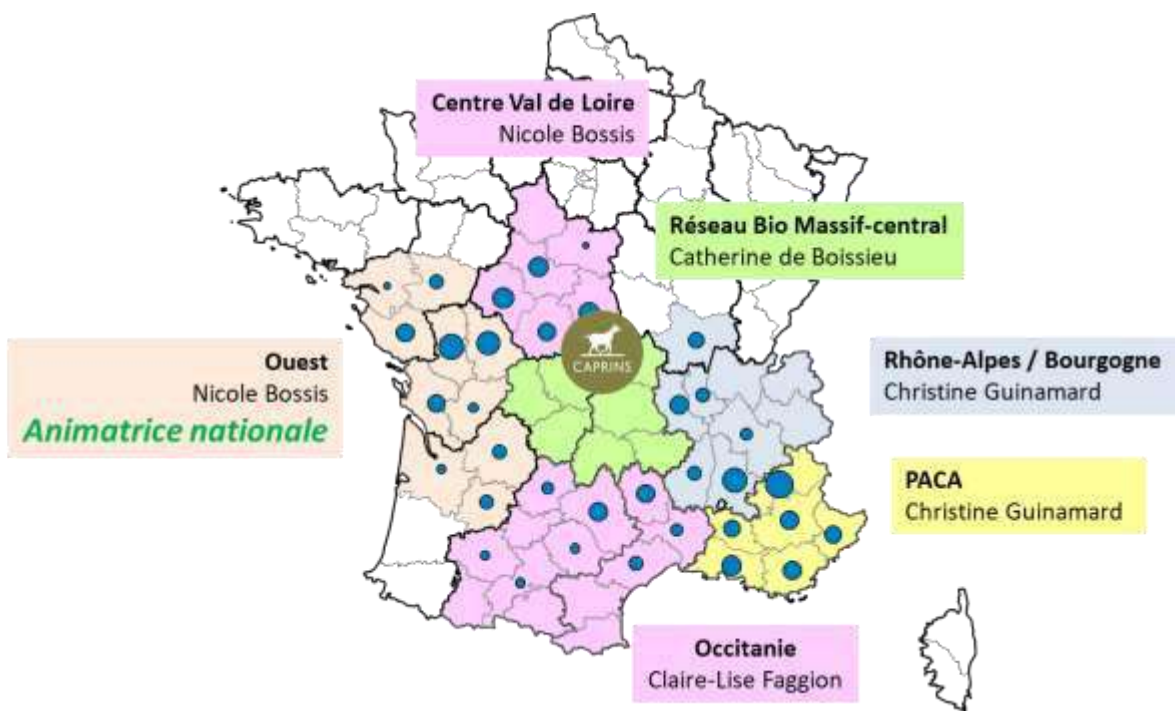 Centre Val de Loire
Nicole Bossis
Réseau Bio Massif-central
Catherine de Boissieu
CAPRINS
Ouest
Nicole Bossis
Animatrice nationale
Rhône-Alpes / Bourgogne
Christine Guinamard
PACA
Christine Guinamard
Occitanie
Claire-Lise Faggion